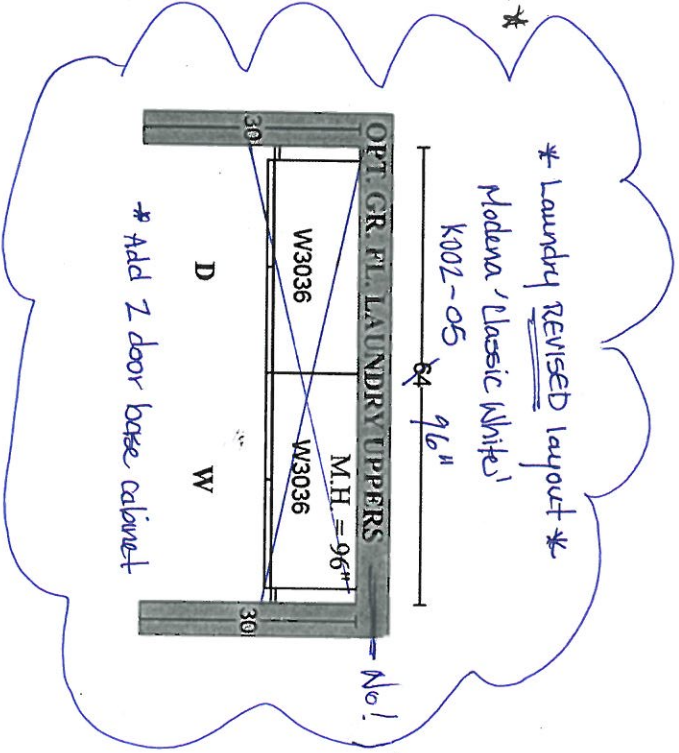 *
* Laundry REVISED layout *
Modena 'Classic White'
K002-05
64 96"
OPT. GR. FL. LAUNDRY UPPERS
No!
M.H. = 96"
30
W3036
W3036
30
D
W
* Add 2 door base cabinet